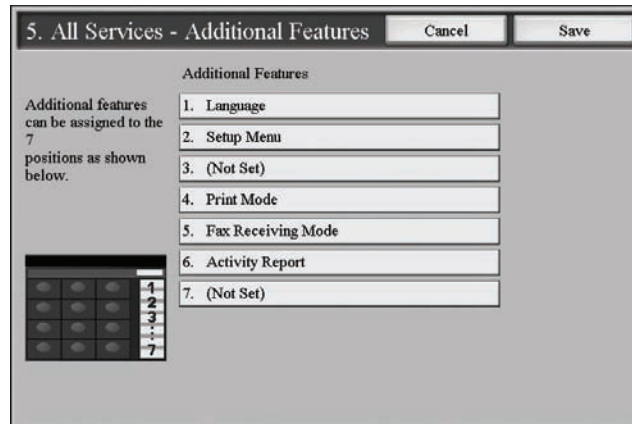 5. All Services - Additional Features
Cancel
Save
Additional Features
Additional features
can be assigned to the
7
positions as shown
below.
1. Language
2. Setup Menu
3. (Not Set)
4. Print Mode
5. Fax Receiving Mode
6. Activity Report
7. (Not Set)
1
2
3
:
7